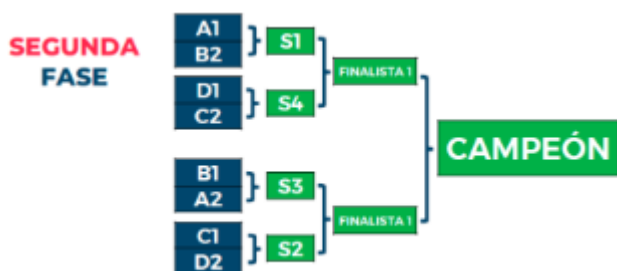 SEGUNDA
FASE
A1
B2
S1
D1
C2
S4
FINALISTA 1
B1
A2
S3
C1
D2
S2
FINALISTA 1
CAMPEÓN